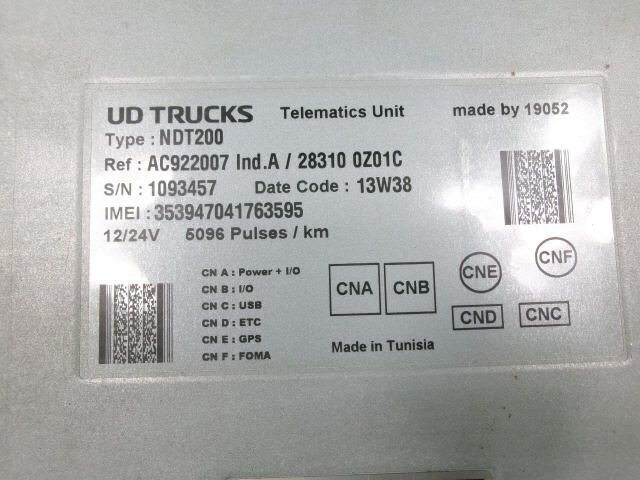 UD TRUCKS Telematics Unit made by 19052
Type : NDT200
Ref : AC922007 Ind.A / 28310 0Z01C
S/N : 1093457 Date Code : 13W38
IMEI : 353947041763595
12/24V 5096 Pulses / km
CN A : Power + I/O
CN B : I/O
CN C : USB
CN D : ETC
CN E : GPS
CN F : FOMA
CNA CNB CNE CNF
CND CNC
Made in Tunisia